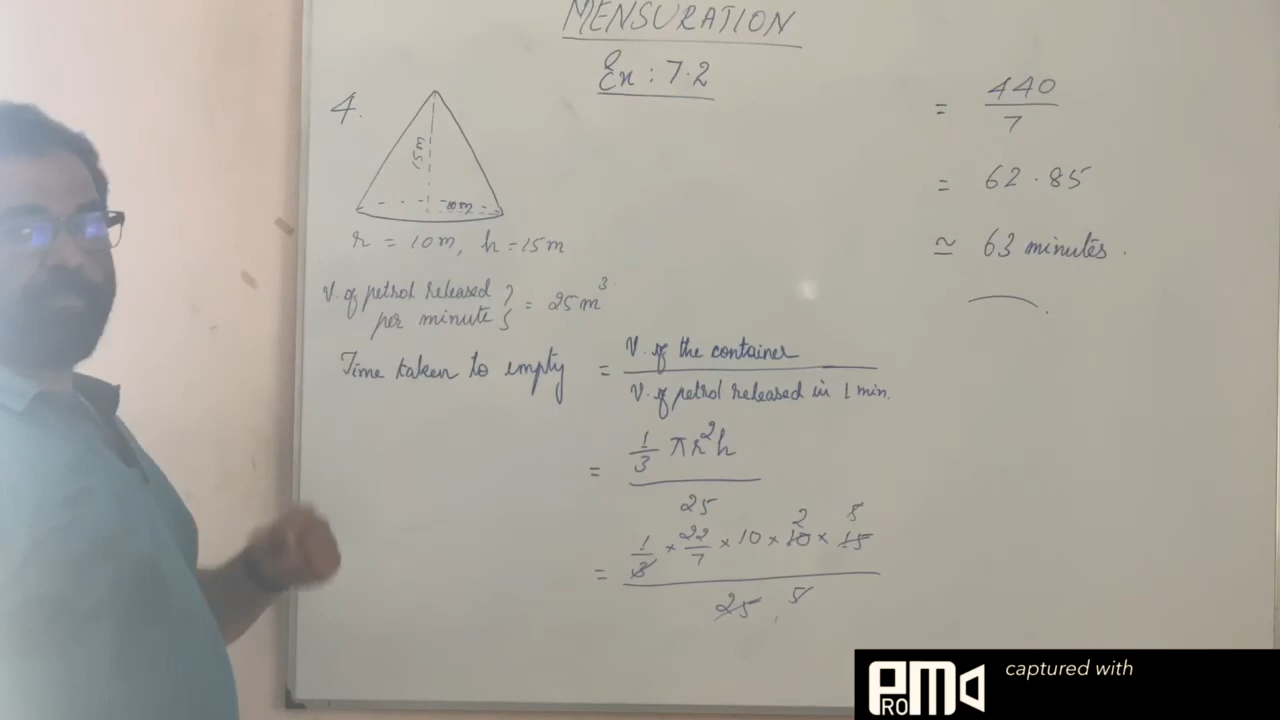 MENSURATION
Ex : 7.2
4.
15m
10m
r = 10m, h = 15m
V. of petrol released
per minute } = 25m³
Time taken to empty = V. of the container
V. of petrol released in 1 min.
= 1/3 πr²h
25
2 5
= 1/3 × 22/7 × 10 × 10 × 15
25 5
= 440
7
= 62.85
≃ 63 minutes.
captured with
PROMO